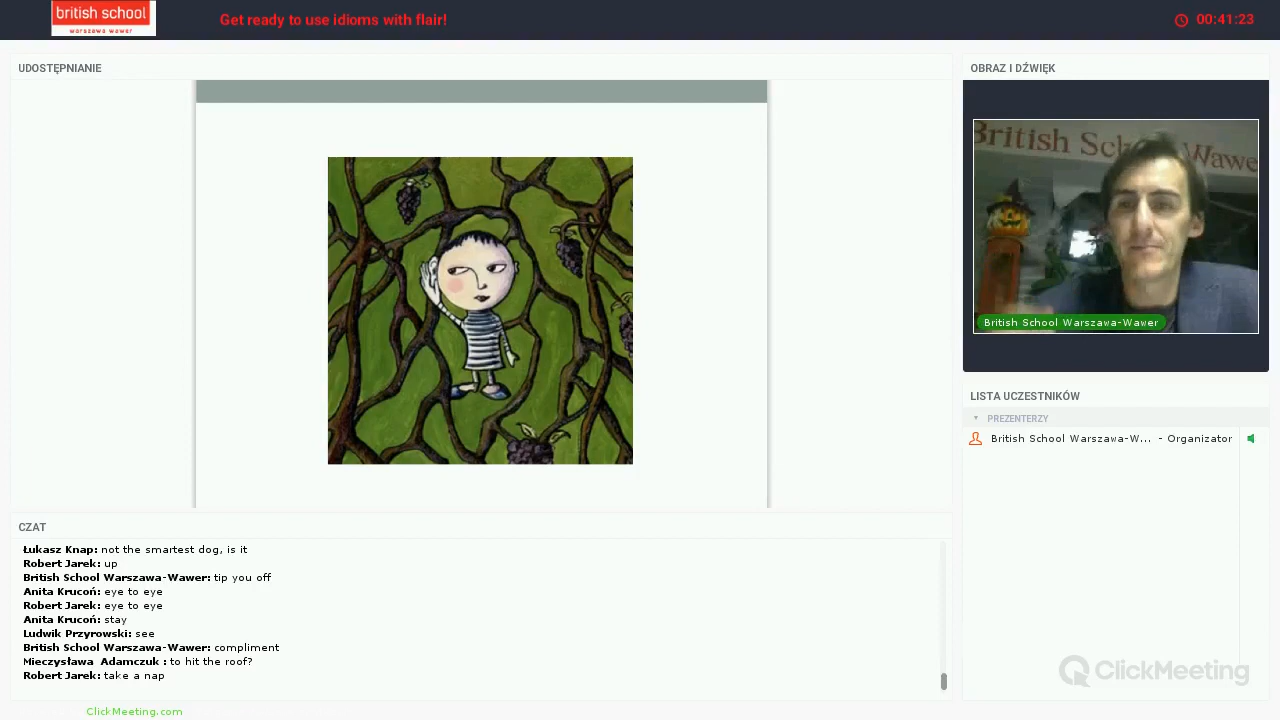 british school
warszawa wawer
Get ready to use idioms with flair!
00:41:23
UDOSTĘPNIANIE
OBRAZ I DŹWIĘK
British School Wawe
British School Warszawa-Wawer
LISTA UCZESTNIKÓW
PREZENTERZY
British School Warszawa-W... - Organizator
CZAT
Łukasz Knap: not the smartest dog, is it
Robert Jarek: up
British School Warszawa-Wawer: tip you off
Anita Krucoń: eye to eye
Robert Jarek: eye to eye
Anita Krucoń: stay
Ludwik Przyrowski: see
British School Warszawa-Wawer: compliment
Mieczysława Adamczuk : to hit the roof?
Robert Jarek: take a nap
ClickMeeting
ClickMeeting.com